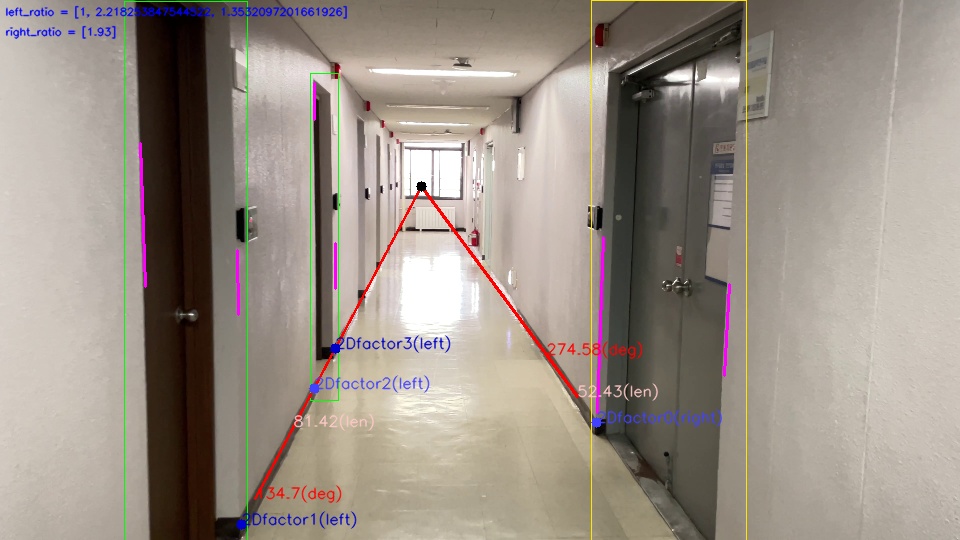 left_ratio = [1, 2.218253847544522, 1.3532097201661926]
right_ratio = [1.93]
2Dfactor3(left)
274.58(deg)
2Dfactor2(left)
52.43(len)
81.42(len)
2Dfactor0(right)
434.7(deg)
2Dfactor1(left)